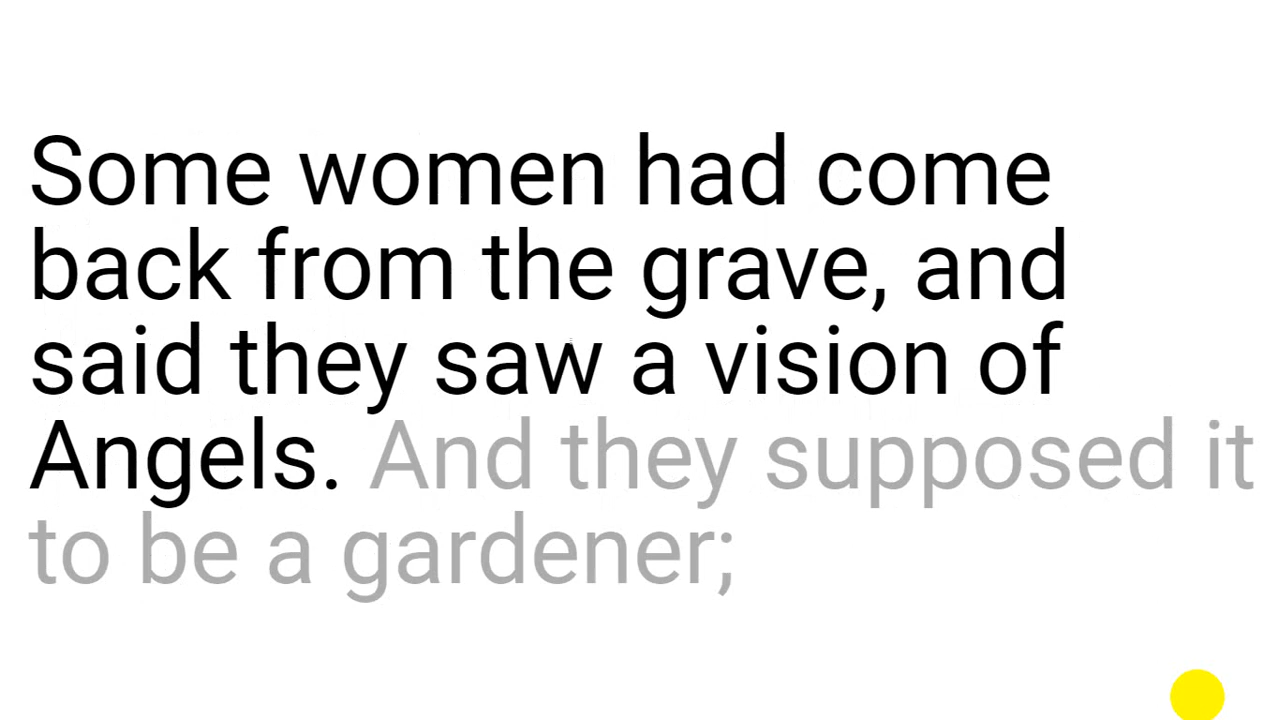 Some women had come
back from the grave, and
said they saw a vision of
Angels. And they supposed it
to be a gardener;